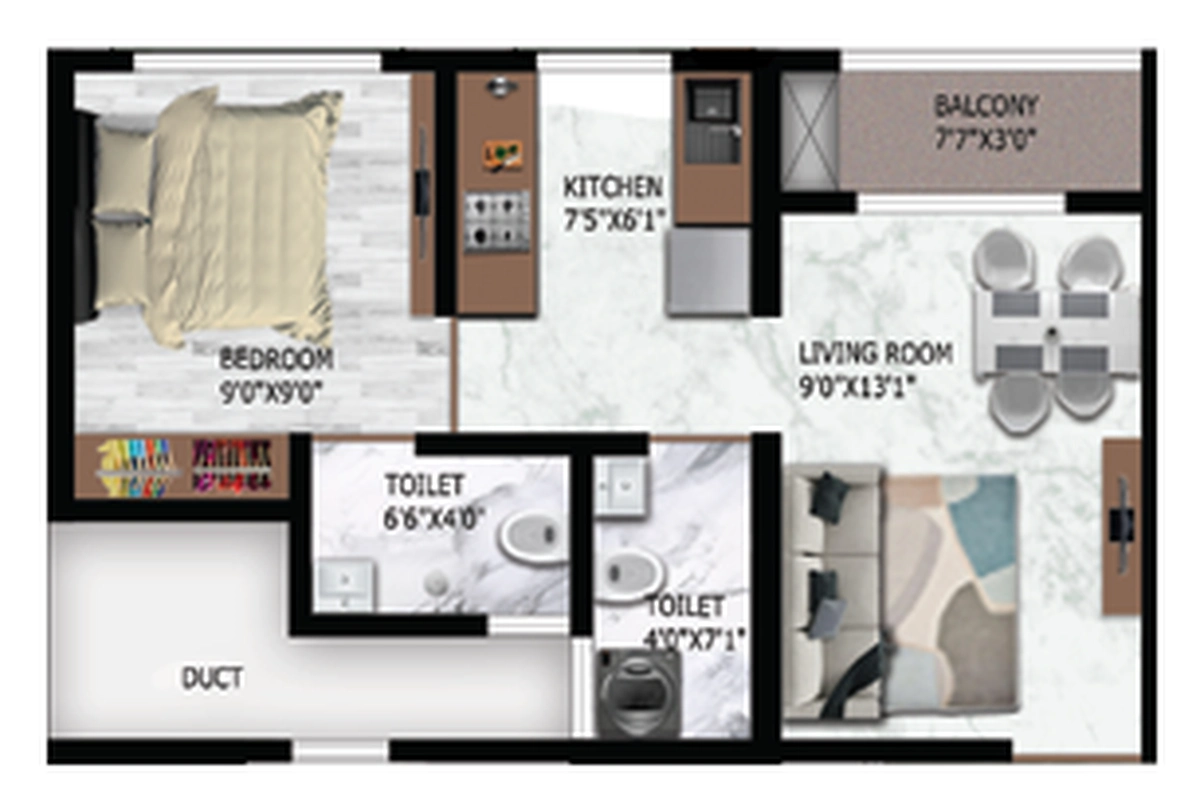 BALCONY
7'7"X3'0"
KITCHEN
7'5"X6'1"
BEDROOM
9'0"X9'0"
LIVING ROOM
9'0"X13'1"
TOILET
6'6"X4'0"
TOILET
4'0"X7'1"
DUCT